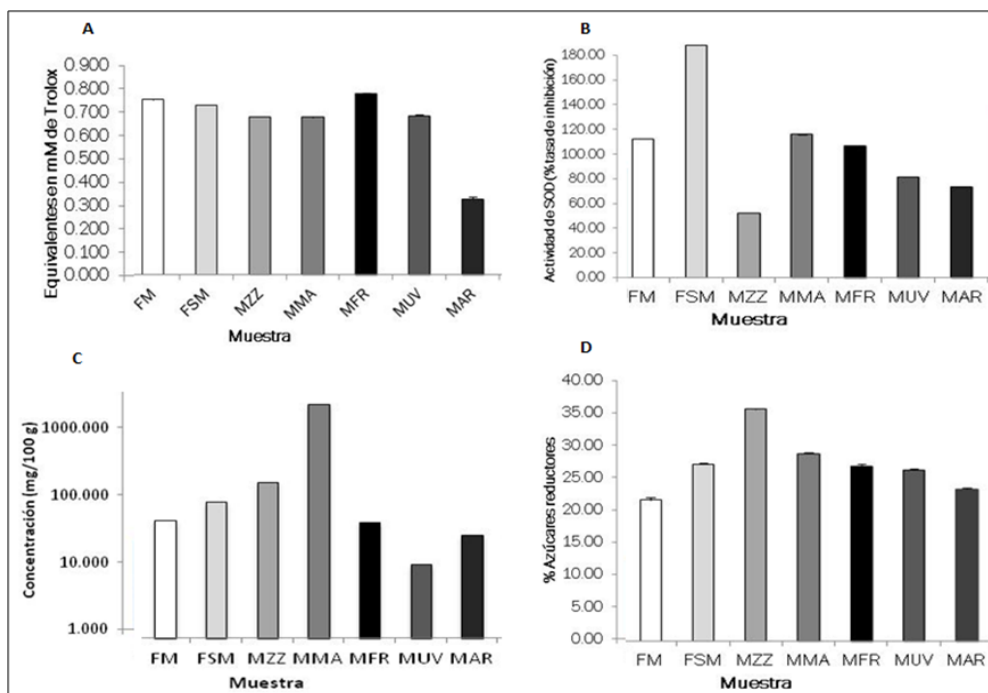 A
Equivalentes en mM de Trolox
0.900
0.800
0.700
0.600
0.500
0.400
0.300
0.200
0.100
0.000
FM FSM MZZ MMA MFR MUV MAR
Muestra
B
Actividad de SOD (% tasa de inhibición)
180.00
160.00
140.00
120.00
100.00
80.00
60.00
40.00
20.00
0.00
FM FSM MZZ MMA MFR MUV MAR
Muestra
C
Concentración (mg/100 g)
1000.000
100.000
10.000
1.000
FM FSM MZZ MMA MFR MUV MAR
Muestra
D
% Azúcares reductores
40.00
35.00
30.00
25.00
20.00
15.00
10.00
5.00
0.00
FM FSM MZZ MMA MFR MUV MAR
Muestra